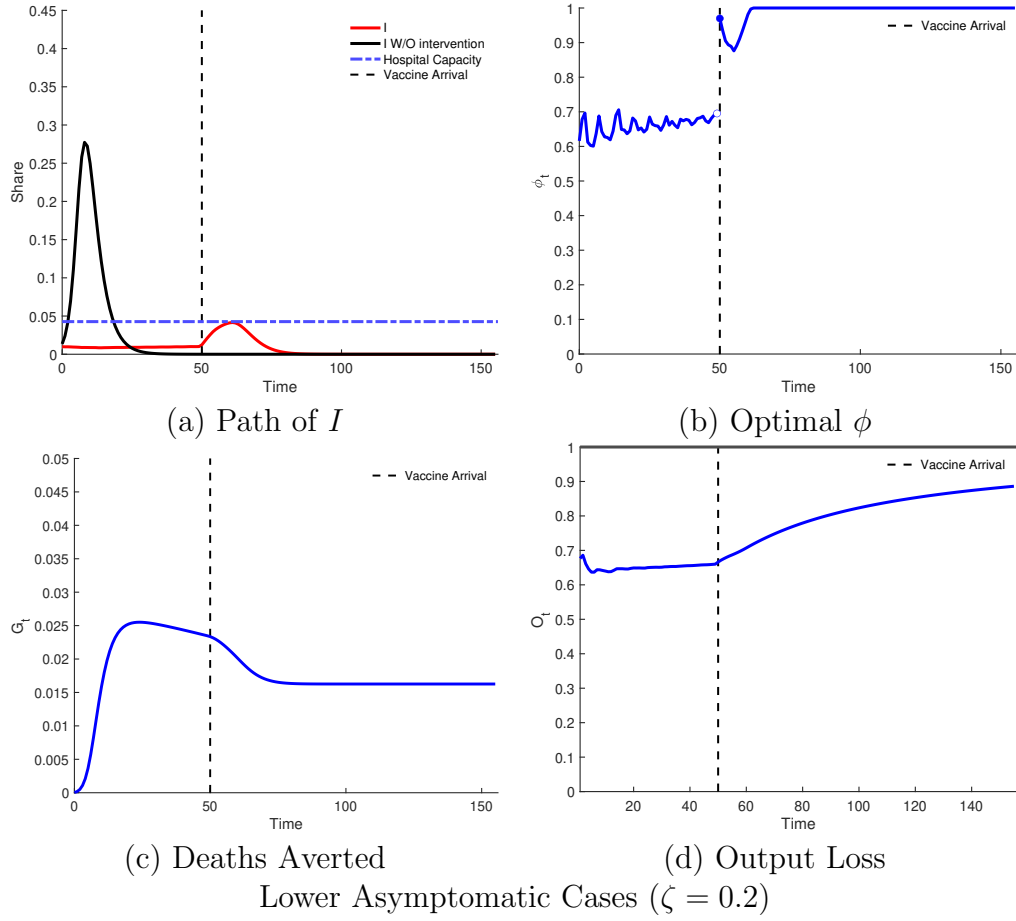 0.45
0.4
0.35
0.3
0.25
0.2
0.15
0.1
0.05
0
Share
0 50 100 150
Time
I
I W/O intervention
Hospital Capacity
Vaccine Arrival
(a) Path of I
1
0.9
0.8
0.7
0.6
0.5
0.4
0.3
0.2
0.1
0
ϕ_t
0 50 100 150
Time
Vaccine Arrival
(b) Optimal ϕ
0.05
0.045
0.04
0.035
0.03
0.025
0.02
0.015
0.01
0.005
0
G_t
0 50 100 150
Time
Vaccine Arrival
(c) Deaths Averted
1
0.9
0.8
0.7
0.6
0.5
0.4
0.3
0.2
0.1
0
O_t
20 40 60 80 100 120 140
Time
Vaccine Arrival
(d) Output Loss
Lower Asymptomatic Cases (ζ = 0.2)